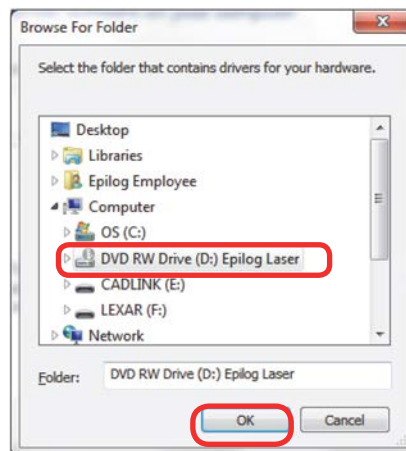 Browse For Folder
Select the folder that contains drivers for your hardware.
Desktop
Libraries
Epilog Employee
Computer
OS (C:)
DVD RW Drive (D:) Epilog Laser
CADLINK (E:)
LEXAR (F:)
Network
Folder: DVD RW Drive (D:) Epilog Laser
OK Cancel